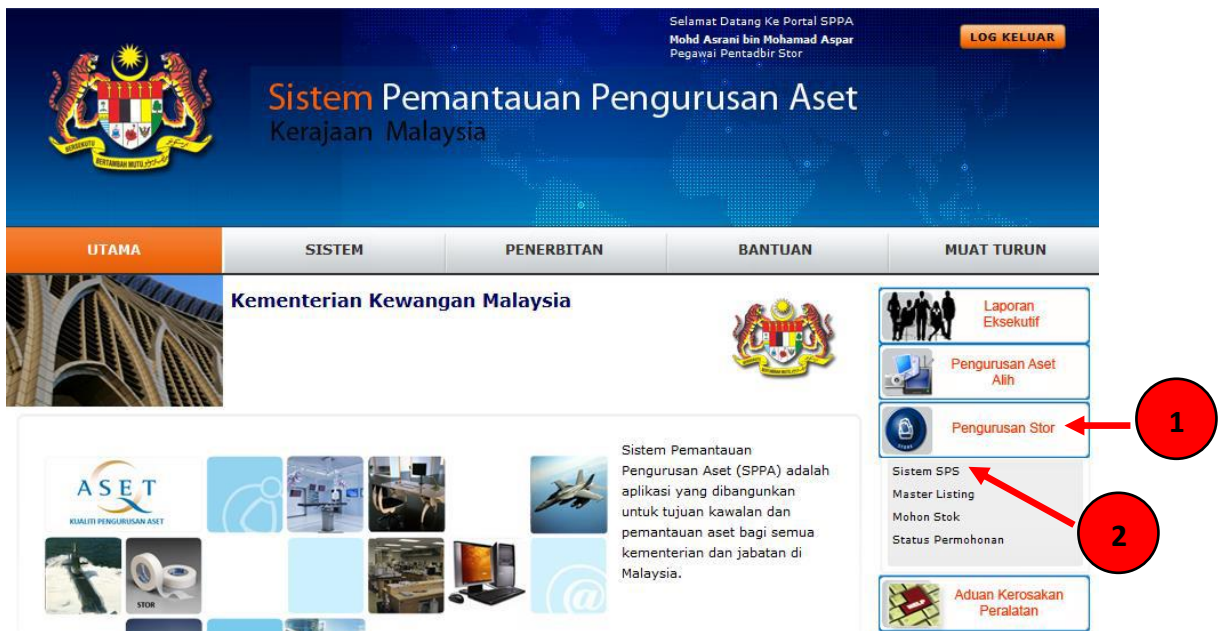 Selamat Datang Ke Portal SPPA
Mohd Asrani bin Mohamad Aspar
Pegawai Pentadbir Stor
LOG KELUAR
Sistem Pemantauan Pengurusan Aset
Kerajaan Malaysia
BERSEKUTU
BERTAMBAH MUTU
UTAMA
SISTEM
PENERBITAN
BANTUAN
MUAT TURUN
Kementerian Kewangan Malaysia
Laporan
Eksekutif
Pengurusan Aset
Alih
Pengurusan Stor
1
Sistem SPS
Master Listing
Mohon Stok
Status Permohonan
2
Aduan Kerosakan
Peralatan
ASET
KUALITI PENGURUSAN ASET
STOR
Sistem Pemantauan
Pengurusan Aset (SPPA) adalah
aplikasi yang dibangunkan
untuk tujuan kawalan dan
pemantauan aset bagi semua
kementerian dan jabatan di
Malaysia.